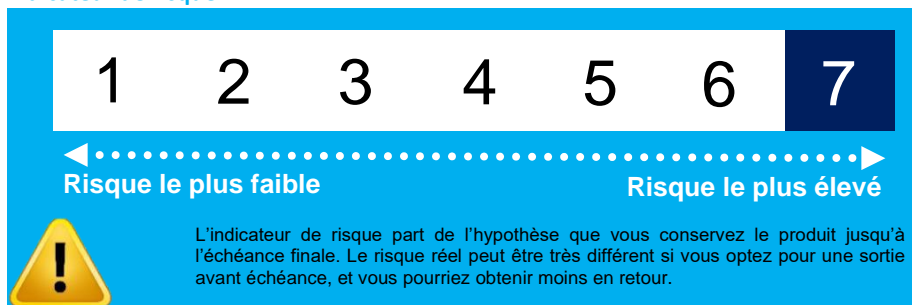 1 2 3 4 5 6 7
Risque le plus faible Risque le plus élevé
L'indicateur de risque part de l'hypothèse que vous conservez le produit jusqu'à
l'échéance finale. Le risque réel peut être très différent si vous optez pour une sortie
avant échéance, et vous pourriez obtenir moins en retour.